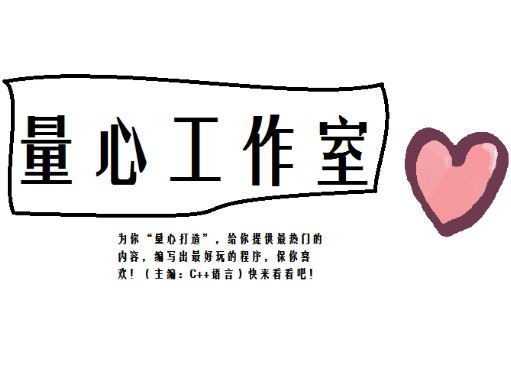 量心工作室
为你“量心打造”，给你提供最热门的
内容，编写出最好玩的程序，保你喜
欢！（主编：C++语言）快来看看吧！